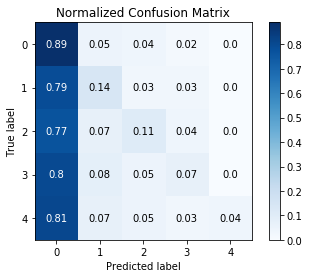 Normalized Confusion Matrix
0 0.89 0.05 0.04 0.02 0.0
1 0.79 0.14 0.03 0.03 0.0
2 0.77 0.07 0.11 0.04 0.0
3 0.8 0.08 0.05 0.07 0.0
4 0.81 0.07 0.05 0.03 0.04
0 1 2 3 4
True label
Predicted label
0.8
0.7
0.6
0.5
0.4
0.3
0.2
0.1
0.0